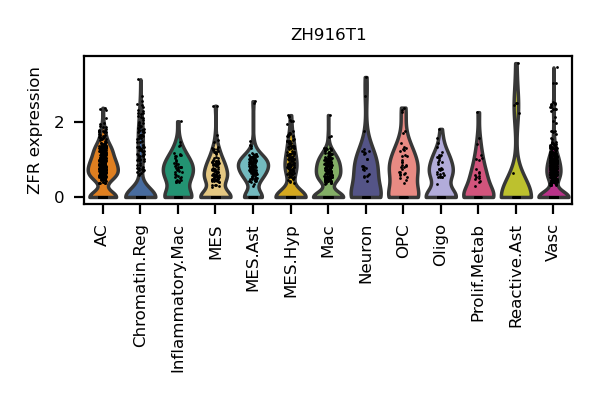 ZH916T1
ZFR expression
2
0
AC
Chromatin.Reg
Inflammatory.Mac
MES
MES.Ast
MES.Hyp
Mac
Neuron
OPC
Oligo
Prolif.Metab
Reactive.Ast
Vasc